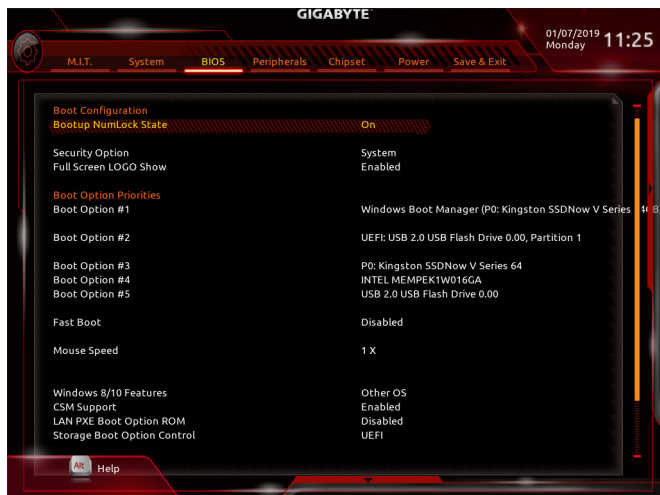 GIGABYTE™
01/07/2019 11:25
Monday
M.I.T. System BIOS Peripherals Chipset Power Save & Exit
Boot Configuration
Bootup NumLock State On
Security Option System
Full Screen LOGO Show Enabled
Boot Option Priorities
Boot Option #1 Windows Boot Manager (P0: Kingston SSDNow V Series
Boot Option #2 UEFI: USB 2.0 USB Flash Drive 0.00, Partition 1
Boot Option #3 P0: Kingston SSDNow V Series 64
Boot Option #4 INTEL MEMPEK1W016GA
Boot Option #5 USB 2.0 USB Flash Drive 0.00
Fast Boot Disabled
Mouse Speed 1 X
Windows 8/10 Features Other OS
CSM Support Enabled
LAN PXE Boot Option ROM Disabled
Storage Boot Option Control UEFI
Alt Help